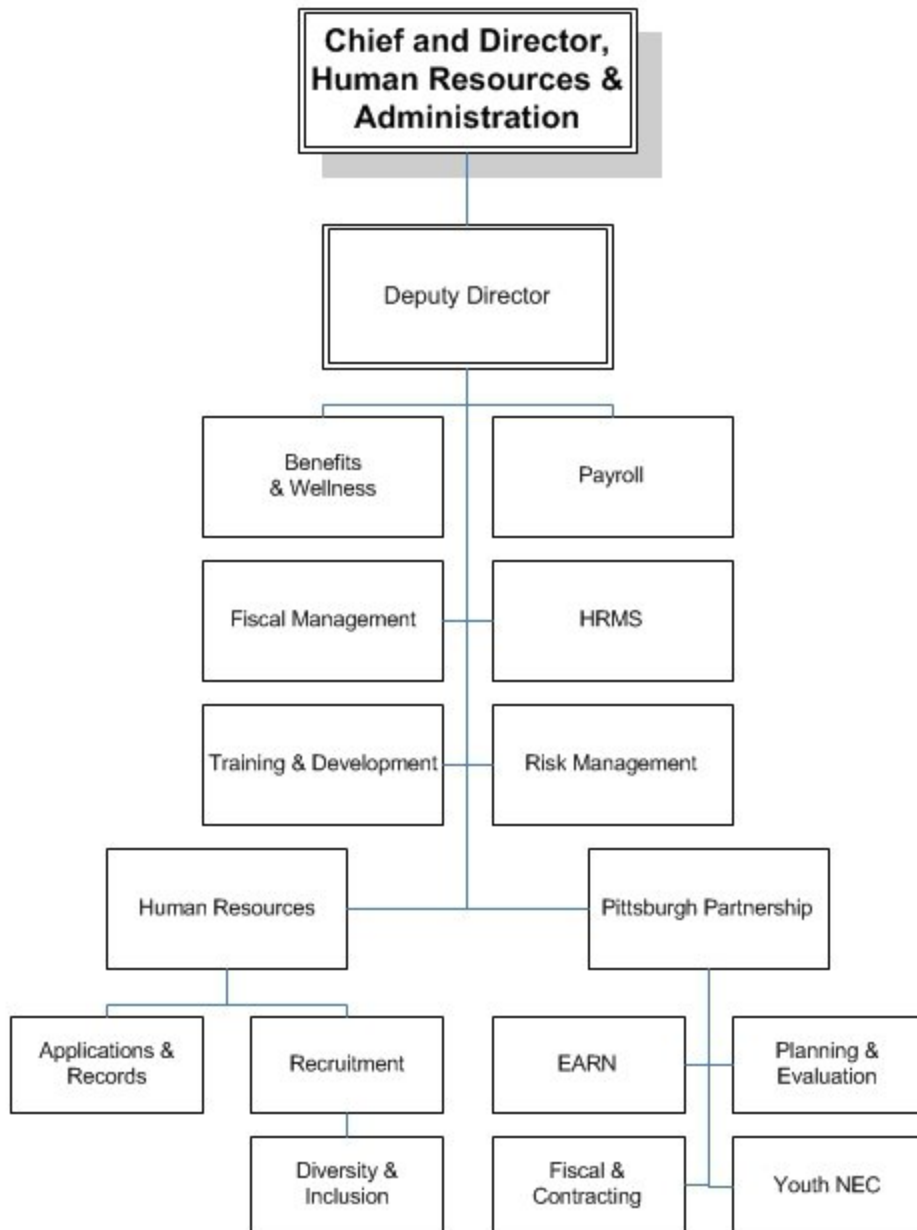 Chief and Director,
Human Resources &
Administration
Deputy Director
Benefits
& Wellness
Payroll
Fiscal Management
HRMS
Training & Development
Risk Management
Human Resources
Pittsburgh Partnership
Applications &
Records
Recruitment
EARN
Planning &
Evaluation
Diversity &
Inclusion
Fiscal &
Contracting
Youth NEC